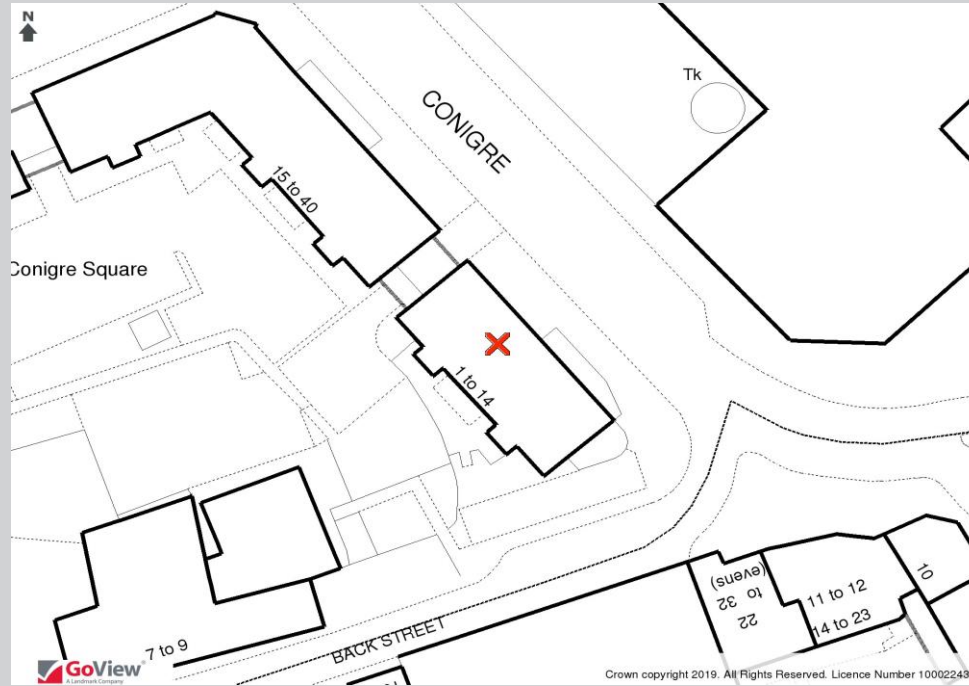 N
Tk
CONIGRE
15 to 40
Conigre Square
1 to 14
7 to 9
BACK STREET
22
to 32
(evens)
11 to 12
14 to 23
10
GoView
A Landmark Company
Crown copyright 2019. All Rights Reserved. Licence Number 10002243